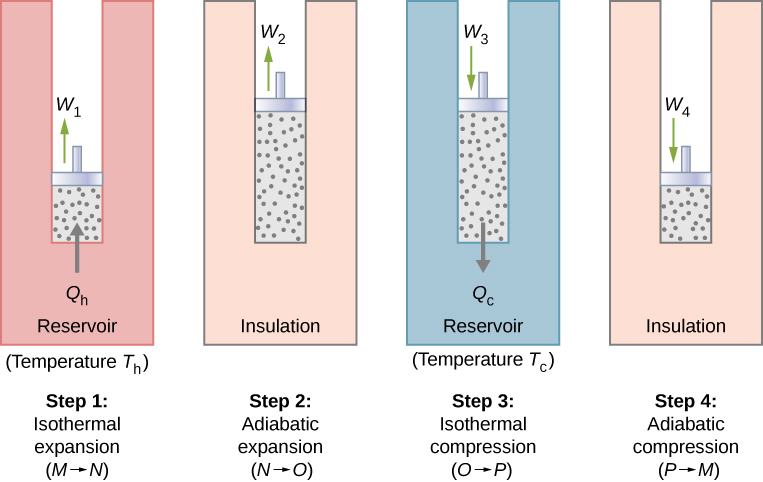 W1
Qh
Reservoir
(Temperature Th)
Step 1:
Isothermal
expansion
(M→N)
W2
Insulation
Step 2:
Adiabatic
expansion
(N→O)
W3
Qc
Reservoir
(Temperature Tc)
Step 3:
Isothermal
compression
(O→P)
W4
Insulation
Step 4:
Adiabatic
compression
(P→M)